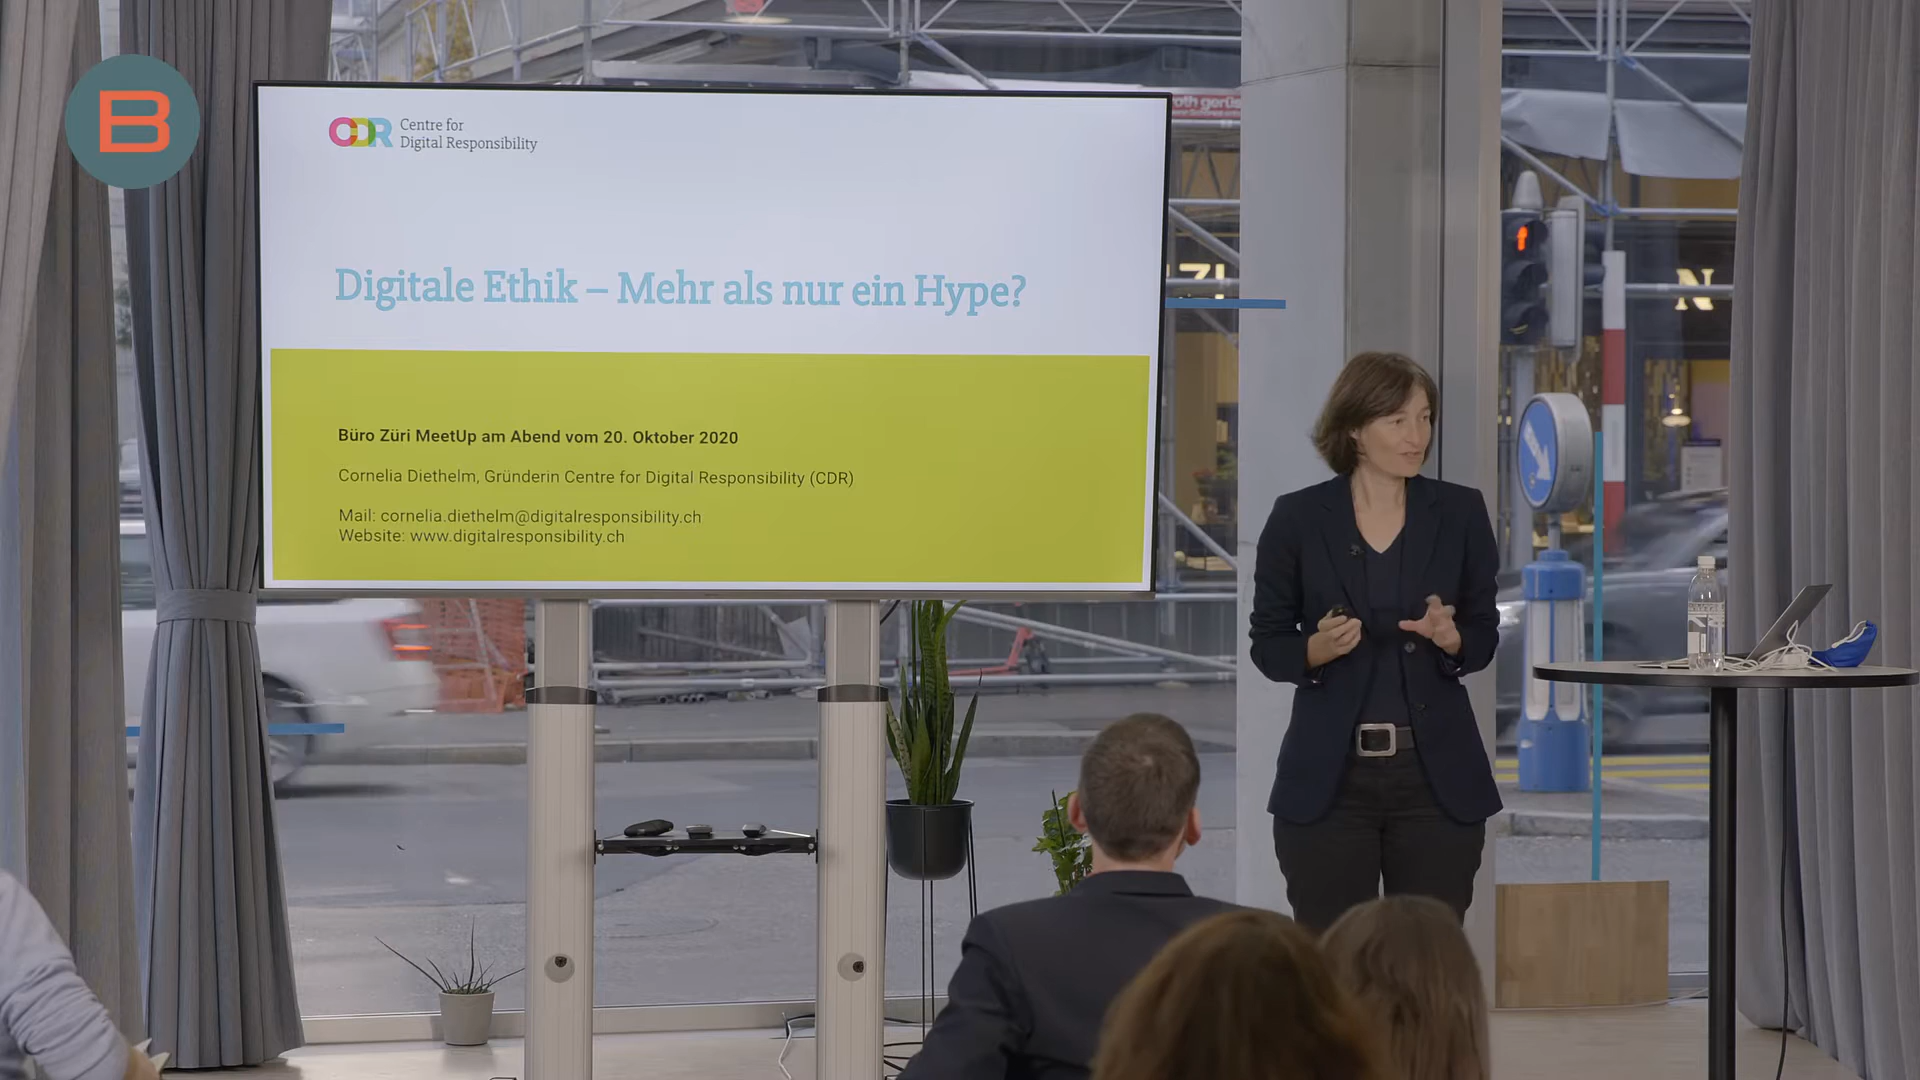 B
CDR Centre for
Digital Responsibility
Digitale Ethik – Mehr als nur ein Hype?
Büro Züri MeetUp am Abend vom 20. Oktober 2020
Cornelia Diethelm, Gründerin Centre for Digital Responsibility (CDR)
Mail: cornelia.diethelm@digitalresponsibility.ch
Website: www.digitalresponsibility.ch
roth gerüs
N